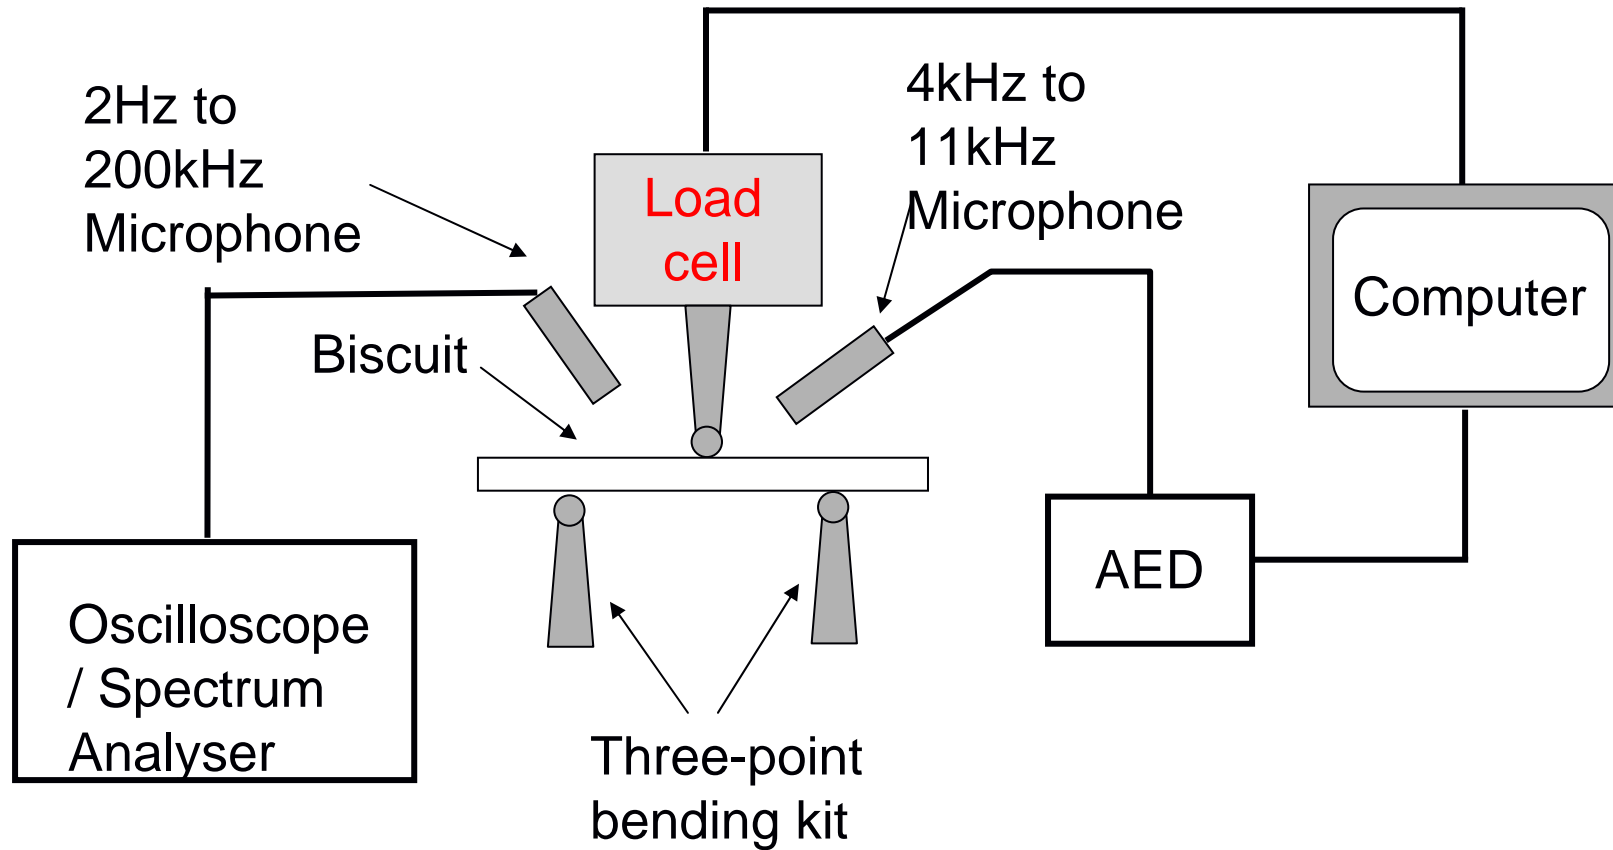 2Hz to
200kHz
Microphone
4kHz to
11kHz
Microphone
Load
cell
Computer
Biscuit
AED
Oscilloscope
/ Spectrum
Analyser
Three-point
bending kit